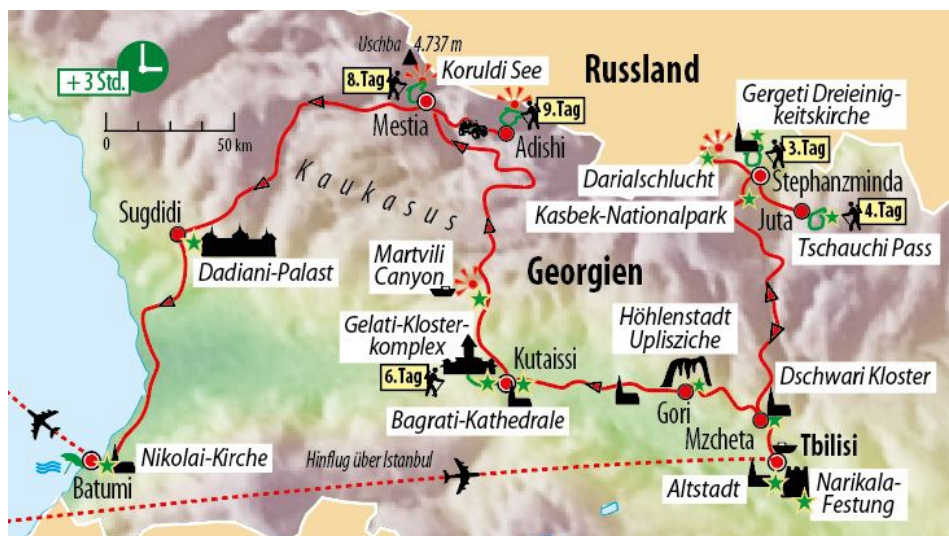 + 3 Std.
0
50 km
Uschba
4.737 m
8.Tag
Koruldi See
Mestia
9.Tag
Adishi
Russland
Gergeti Dreieinig-
keitskirche
3.Tag
Darialschlucht
Stephanzminda
Kasbek-Nationalpark
Juta
4.Tag
Tschauchi Pass
Kaukasus
Sugdidi
Dadiani-Palast
Martvili
Canyon
Georgien
Gelati-Kloster-
komplex
6.Tag
Kutaissi
Bagrati-Kathedrale
Höhlenstadt
Uplisziche
Gori
Dschwari Kloster
Mzcheta
Tbilisi
Altstadt
Narikala-
Festung
Nikolai-Kirche
Batumi
Hinflug über Istanbul